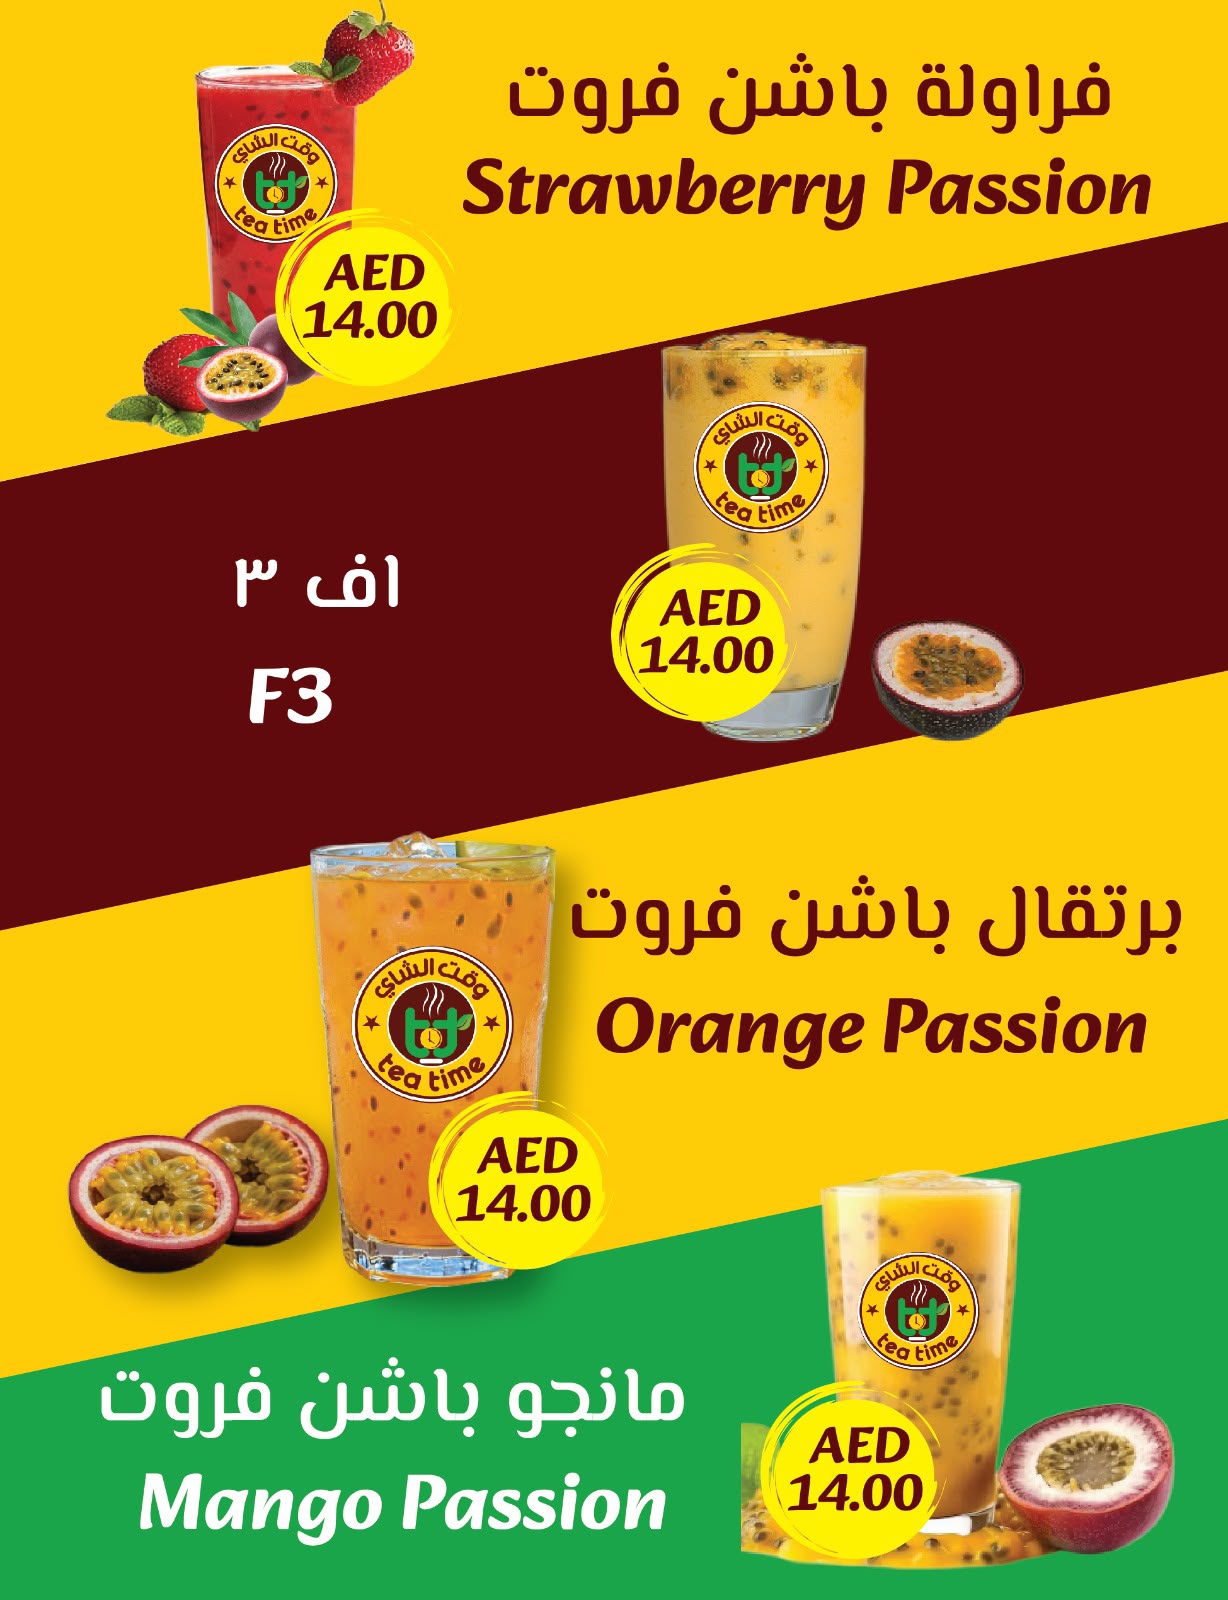 فراولة باشن فروت
Strawberry Passion
وقت الشاي
tea time
AED
14.00
وقت الشاي
tea time
AED
14.00
اف ٣
F3
برتقال باشن فروت
Orange Passion
وقت الشاي
tea time
AED
14.00
وقت الشاي
tea time
AED
14.00
مانجو باشن فروت
Mango Passion